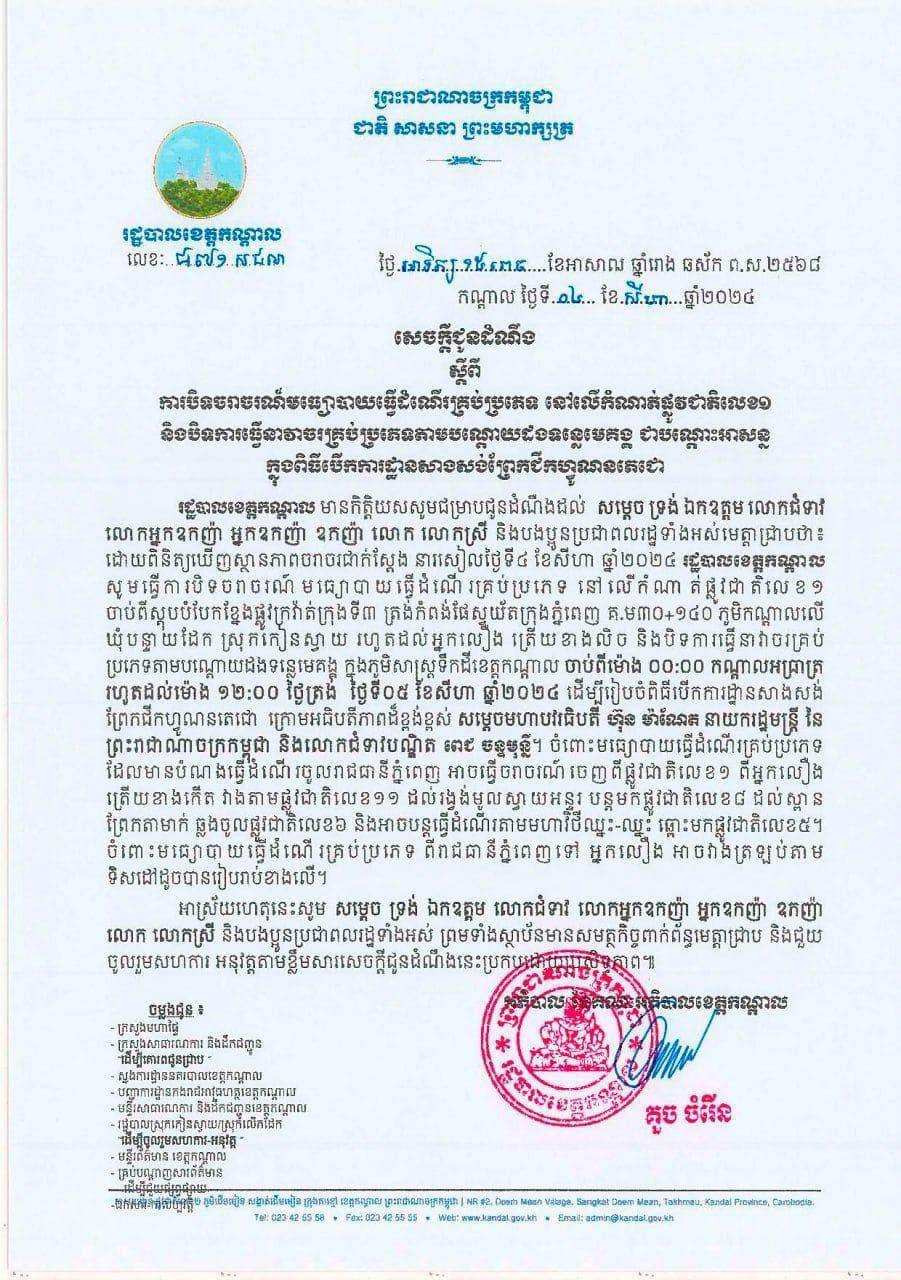 ព្រះរាជាណាចក្រកម្ពុជា
ជាតិ សាសនា ព្រះមហាក្សត្រ
រដ្ឋបាលខេត្តកណ្តាល
លេខៈ
ថ្ងៃ.អាទិត្យ ខែអាសាឍ ឆ្នាំរោង ឆស័ក ព.ស.២៥៦៨
កណ្តាល ថ្ងៃទី.០៤... ខែ.សីហា...ឆ្នាំ២០២៤
សេចក្តីជូនដំណឹង
ស្តីពី
ការបិទចរាចរណ៍មធ្យោបាយធ្វើដំណើរគ្រប់ប្រភេទ នៅលើកំណាត់ផ្លូវជាតិលេខ១
និងបិទការធ្វើនាវាចរគ្រប់ប្រភេទតាមបណ្តោយដងទន្លេមេគង្គ ជាបណ្តោះអាសន្ន
ក្នុងពិធីបើកការដ្ឋានសាងសង់ព្រែកជីកហ្វូណនតេជោ
រដ្ឋបាលខេត្តកណ្តាល មានកិត្តិយសសូមជម្រាបជូនដំណឹងដល់ សម្តេច ទ្រង់ ឯកឧត្តម លោកជំទាវ
លោកអ្នកឧកញ៉ា អ្នកឧកញ៉ា ឧកញ៉ា លោក លោកស្រី និងបងប្អូនប្រជាពលរដ្ឋទាំងអស់មេត្តាជ្រាបថា៖
ដោយពិនិត្យឃើញស្ថានភាពចរាចរជាក់ស្តែង នារសៀលថ្ងៃទី៤ ខែសីហា ឆ្នាំ២០២៤ រដ្ឋបាលខេត្តកណ្តាល
សូមធ្វើការបិទចរាចរណ៍ មធ្យោបាយធ្វើដំណើរគ្រប់ប្រភេទ នៅលើកំណាត់ផ្លូវជាតិលេខ១
ចាប់ពីស្តុបបំបែកខ្នែងផ្លូវក្រវ៉ាត់ក្រុងទី៣ ត្រង់កំពង់ផែស្វយ័តក្រុងភ្នំពេញ គ.ម៣០+១៤០ ភូមិកណ្តាលលើ
ឃុំបន្ទាយដែក ស្រុកកៀនស្វាយ រហូតដល់អ្នកលឿង ត្រើយខាងលិច និងបិទការធ្វើនាវាចរគ្រប់
ប្រភេទតាមបណ្តោយដងទន្លេមេគង្គ ក្នុងភូមិសាស្ត្រទឹកដីខេត្តកណ្តាល ចាប់ពីម៉ោង 00:00 កណ្តាលអធ្រាត្រ
រហូតដល់ម៉ោង ១២:00 ថ្ងៃត្រង់ ថ្ងៃទី០៥ ខែសីហា ឆ្នាំ២០២៤ ដើម្បីរៀបចំពិធីបើកការដ្ឋានសាងសង់
ព្រែកជីកហ្វូណនតេជោ ក្រោមអធិបតីភាពដ៏ខ្ពង់ខ្ពស់ សម្តេចមហាបវរធិបតី ហ៊ុន ម៉ាណែត នាយករដ្ឋមន្ត្រី នៃ
ព្រះរាជាណាចក្រកម្ពុជា និងលោកជំទាវបណ្ឌិត ពេជ ចន្ទមុន្នី។ ចំពោះមធ្យោបាយធ្វើដំណើរគ្រប់ប្រភេទ
ដែលមានបំណងធ្វើដំណើរចូលរាជធានីភ្នំពេញ អាចធ្វើចរាចរណ៍ ចេញពីផ្លូវជាតិលេខ១ ពីអ្នកលឿង
ត្រើយខាងកើត វាងតាមផ្លូវជាតិលេខ១១ ដល់រង្វង់មូលស្វាយអន្ទរ បន្តមកផ្លូវជាតិលេខ៨ ដល់ស្ពាន
ព្រែកតាមាក់ ឆ្លងចូលផ្លូវជាតិលេខ៦ និងអាចបន្តធ្វើដំណើរតាមមហាវិថីឈ្នះ-ឈ្នះ ឆ្ពោះមកផ្លូវជាតិលេខ៥។
ចំពោះមធ្យោបាយធ្វើដំណើរគ្រប់ប្រភេទ ពីរាជធានីភ្នំពេញទៅ អ្នកលឿង អាចវាងត្រឡប់តាម
ទិសដៅដូចបានរៀបរាប់ខាងលើ។
អាស្រ័យហេតុនេះសូម សម្តេច ទ្រង់ ឯកឧត្តម លោកជំទាវ លោកអ្នកឧកញ៉ា អ្នកឧកញ៉ា ឧកញ៉ា
លោក លោកស្រី និងបងប្អូនប្រជាពលរដ្ឋទាំងអស់ ព្រមទាំងស្ថាប័នមានសមត្ថកិច្ចពាក់ព័ន្ធមេត្តាជ្រាប និងជួយ
ចូលរួមសហការ អនុវត្តតាមខ្លឹមសារសេចក្តីជូនដំណឹងនេះប្រកបដោយប្រសិទ្ធភាព៕
អភិបាល នៃគណៈអភិបាលខេត្តកណ្តាល
គួច ចំរើន
ចម្លងជូន ៖
- ក្រសួងមហាផ្ទៃ
- ក្រសួងសាធារណការ និងដឹកជញ្ជូន
"ដើម្បីគោរពជូនជ្រាប"
- ស្នងការដ្ឋាននគរបាលខេត្តកណ្តាល
- បញ្ជាការដ្ឋានកងរាជអាវុធហត្ថខេត្តកណ្តាល
- មន្ទីរសាធារណការ និងដឹកជញ្ជូនខេត្តកណ្តាល
- រដ្ឋបាលស្រុកកៀនស្វាយ/ស្រុកលើកដែក
"ដើម្បីចូលរួមសហការ-អនុវត្ត"
- មន្ទីរព័ត៌មាន ខេត្តកណ្តាល
- គ្រប់បណ្តាញសារព័ត៌មាន
ដើម្បីជួយផ្សព្វផ្សាយ
- ឯកសារ-កាលប្បវត្តិ
ភូមិដើមមៀន សង្កាត់ដើមមៀន ក្រុងតាខ្មៅ ខេត្តកណ្តាល ព្រះរាជាណាចក្រកម្ពុជា | NR #2, Doem Mean Village, Sangkat Doem Mean, Takhmau, Kandal Province, Cambodia.
Tel: 023 42 55 58 • Fax: 023 42 55 55 • Web: www.kandal.gov.kh • Email: admin@kandal.gov.kh